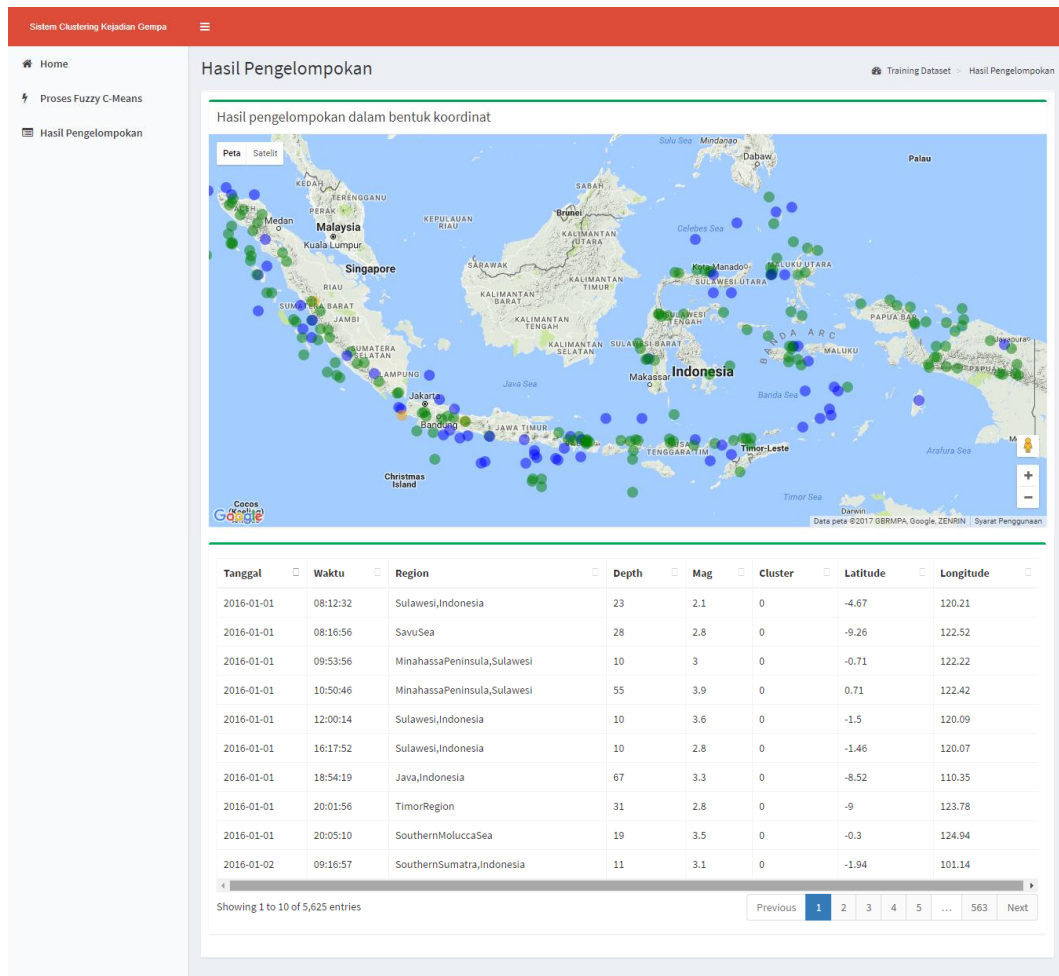 Sistem Clustering Kejadian Gempa
Home
Proses Fuzzy C-Means
Hasil Pengelompokan
Hasil Pengelompokan
Training Dataset > Hasil Pengelompokan
Hasil pengelompokan dalam bentuk koordinat
Peta Satelit
Sulu Sea
Mindanao
Dabaw
Palau
KEDAH
TERENGGANU
PERAK
ACEH
Medan
Malaysia
Kuala Lumpur
KEPULAUAN
RIAU
SABAH
Brunei
KALIMANTAN
UTARA
Celebes Sea
SARAWAK
Singapore
RIAU
KALIMANTAN
TIMUR
KALIMANTAN
BARAT
Kota Manado
SULAWESI UTARA
MALUKU UTARA
SUMATERA BARAT
JAMBI
KALIMANTAN
TENGAH
SULAWESI
TENGAH
PAPUA BAR
SUMATERA
SELATAN
KALIMANTAN
SELATAN
SULAWESI BARAT
BANDA ARC
MALUKU
Jayapura
PAPUA
LAMPUNG
Makassar
Indonesia
Java Sea
Banda Sea
Jakarta
Bandung
JAWA TIMUR
NUSA
TENGGARA TIM
Timor-Leste
Arafura Sea
Christmas
Island
Cocos
(Keeling)
Timor Sea
Darwin
Google
Data peta ©2017 GBRMPA, Google, ZENRIN Syarat Penggunaan
Tanggal Waktu Region Depth Mag Cluster Latitude Longitude
2016-01-01 08:12:32 Sulawesi,Indonesia 23 2.1 0 -4.67 120.21
2016-01-01 08:16:56 SavuSea 28 2.8 0 -9.26 122.52
2016-01-01 09:53:56 MinahassaPeninsula,Sulawesi 10 3 0 -0.71 122.22
2016-01-01 10:50:46 MinahassaPeninsula,Sulawesi 55 3.9 0 0.71 122.42
2016-01-01 12:00:14 Sulawesi,Indonesia 10 3.6 0 -1.5 120.09
2016-01-01 16:17:52 Sulawesi,Indonesia 10 2.8 0 -1.46 120.07
2016-01-01 18:54:19 Java,Indonesia 67 3.3 0 -8.52 110.35
2016-01-01 20:01:56 TimorRegion 31 2.8 0 -9 123.78
2016-01-01 20:05:10 SouthernMoluccaSea 19 3.5 0 -0.3 124.94
2016-01-02 09:16:57 SouthernSumatra,Indonesia 11 3.1 0 -1.94 101.14
Showing 1 to 10 of 5,625 entries
Previous 1 2 3 4 5 ... 563 Next